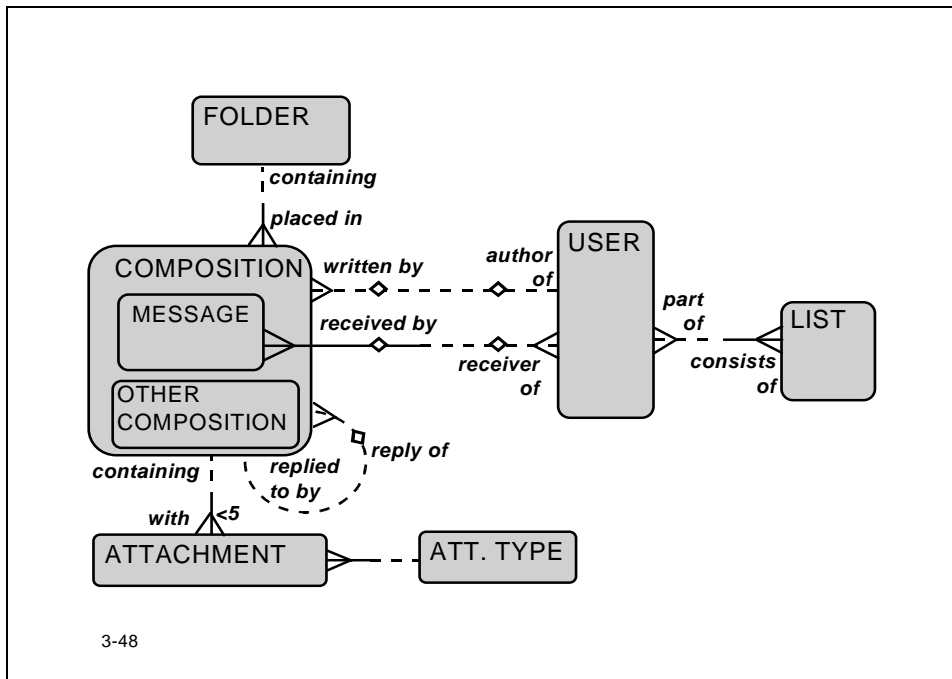 FOLDER
containing
placed in
COMPOSITION
written by
author
of
USER
MESSAGE
received by
receiver
of
part
of
consists
of
LIST
OTHER
COMPOSITION
containing
replied
to by
reply of
with
<5
ATTACHMENT
ATT. TYPE
3-48